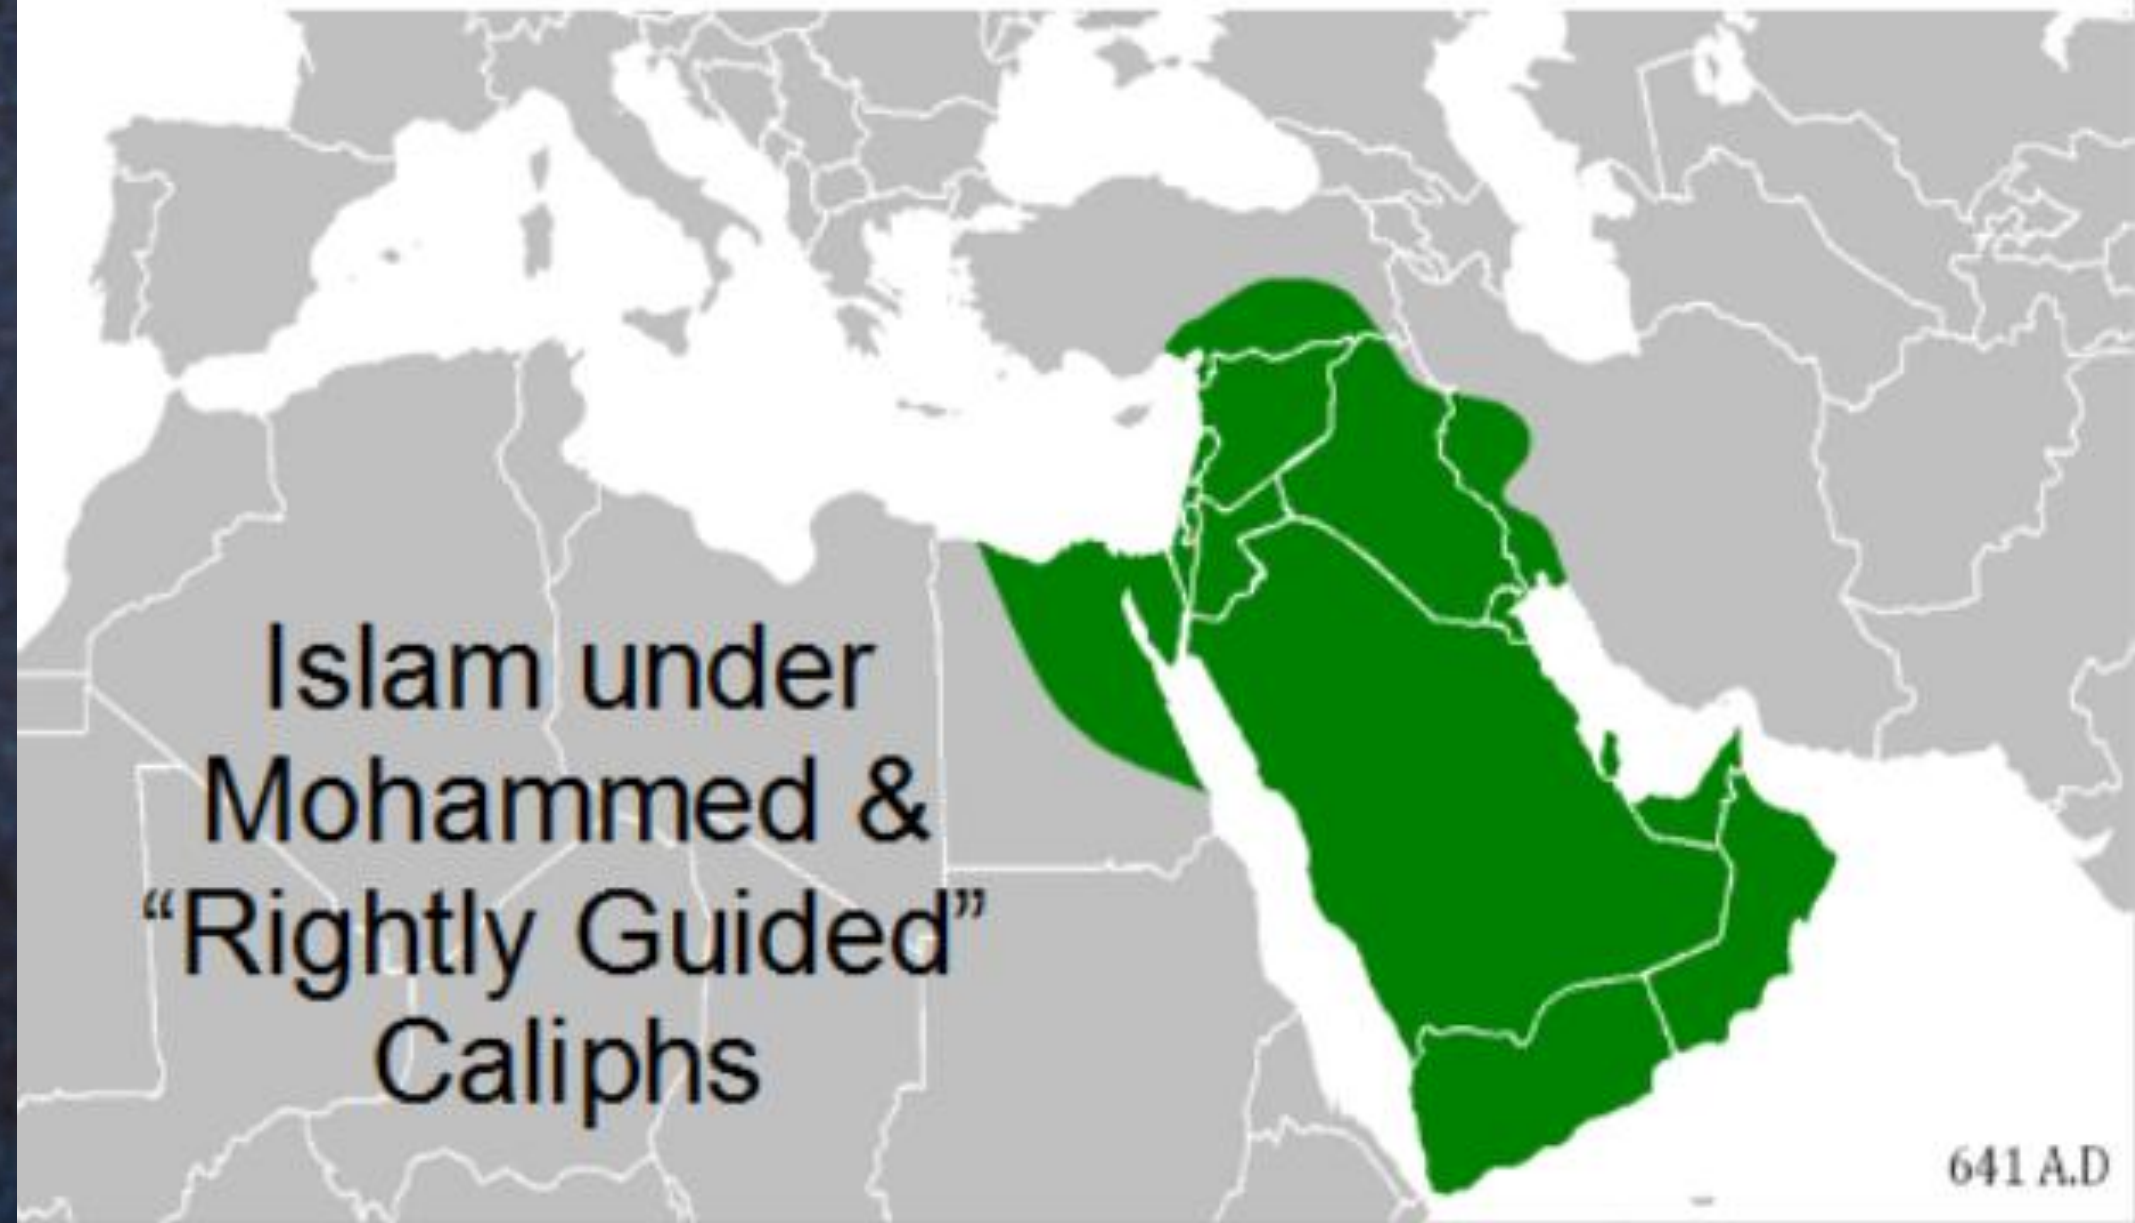 Islam under
Mohammed &
“Rightly Guided”
Caliphs
641 A.D